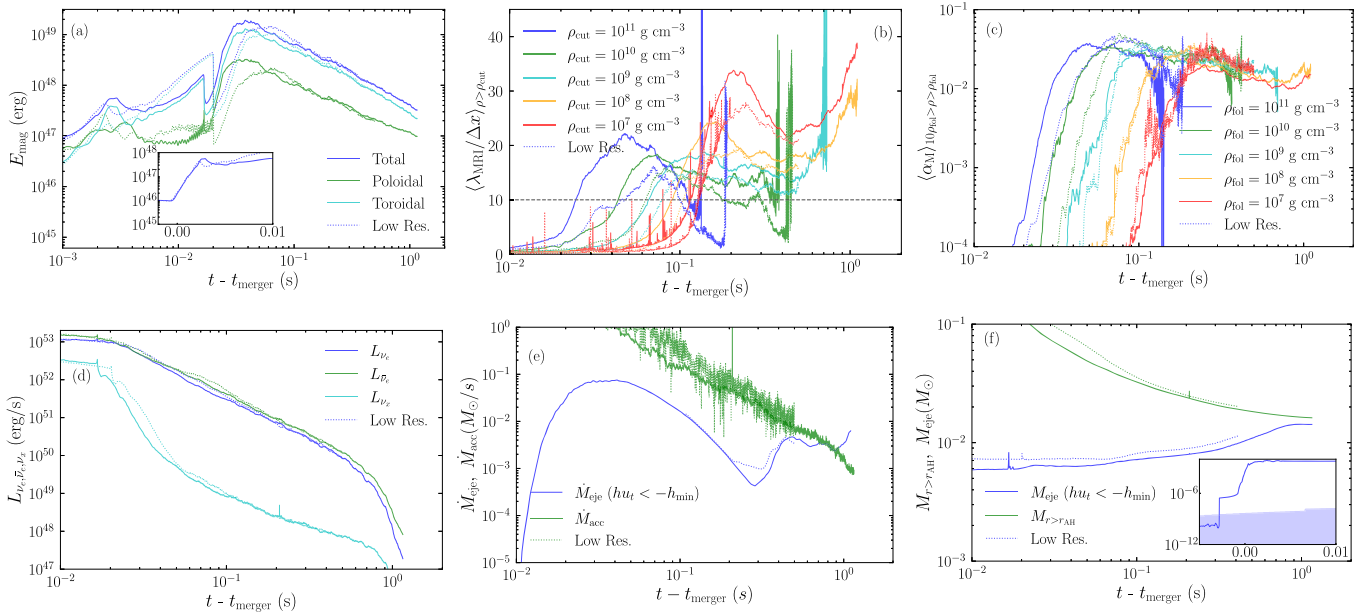 (a)
10^49
10^48
10^47
10^46
10^45
E_mag (erg)
10^48
10^47
10^46
10^45
0.00
0.01
Total
Poloidal
Toroidal
Low Res.
10^−3
10^−2
10^−1
10^0
t - t_merger (s)
(b)
40
30
20
10
0
⟨λ_MRI/Δx⟩_ρ>ρ_cut
ρ_cut = 10^11 g cm^−3
ρ_cut = 10^10 g cm^−3
ρ_cut = 10^9 g cm^−3
ρ_cut = 10^8 g cm^−3
ρ_cut = 10^7 g cm^−3
Low Res.
10^−2
10^−1
10^0
t - t_merger(s)
(c)
10^−1
10^−2
10^−3
10^−4
⟨α_M⟩_10ρ_fol>ρ>ρ_fol
ρ_fol = 10^11 g cm^−3
ρ_fol = 10^10 g cm^−3
ρ_fol = 10^9 g cm^−3
ρ_fol = 10^8 g cm^−3
ρ_fol = 10^7 g cm^−3
Low Res.
10^−2
10^−1
10^0
t - t_merger (s)
(d)
10^53
10^52
10^51
10^50
10^49
10^48
10^47
L_ν_e,ν̄_e,ν_x (erg/s)
L_ν_e
L_ν̄_e
L_ν_x
Low Res.
10^−2
10^−1
10^0
t - t_merger (s)
(e)
10^0
10^−1
10^−2
10^−3
10^−4
10^−5
Ṁ_eje, Ṁ_acc(M_⊙/s)
Ṁ_eje (hu_t < −h_min)
Ṁ_acc
Low Res.
10^−2
10^−1
10^0
t − t_merger (s)
(f)
10^−1
10^−2
10^−3
M_r>r_AH, M_eje(M_⊙)
M_eje (hu_t < −h_min)
M_r>r_AH
Low Res.
10^−6
10^−12
0.00
0.01
10^−2
10^−1
10^0
t - t_merger (s)